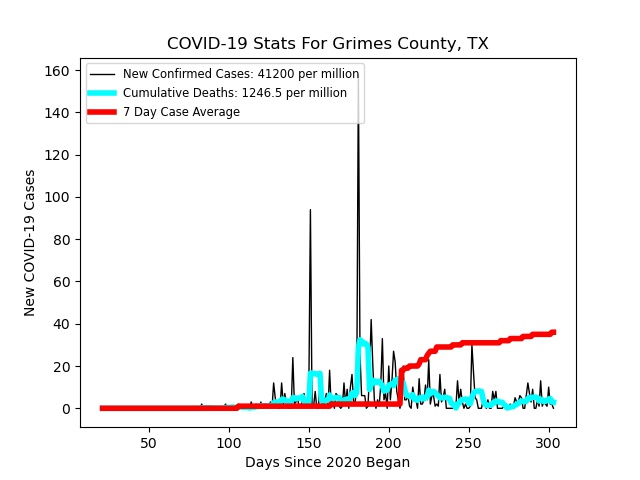 COVID-19 Stats For Grimes County, TX
New Confirmed Cases: 41200 per million
Cumulative Deaths: 1246.5 per million
7 Day Case Average
160
140
120
100
80
60
40
20
0
New COVID-19 Cases
50 100 150 200 250 300
Days Since 2020 Began